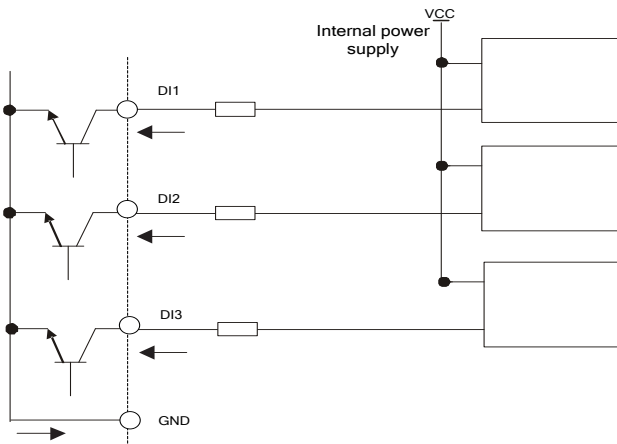 VCC
Internal power
supply
DI1
DI2
DI3
GND